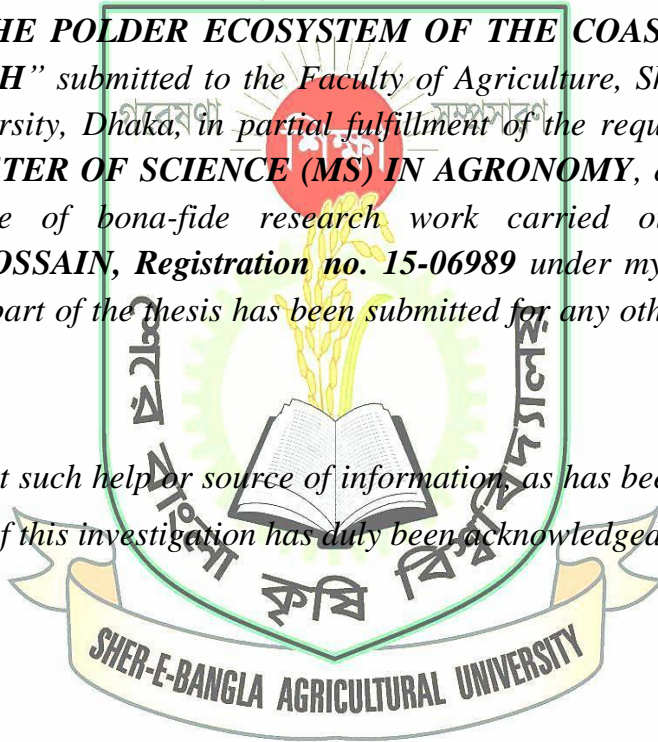 HE POLDER ECOSYSTEM OF THE COAS
H” submitted to the Faculty of Agriculture, Sh
গবেষণা সম্প্রসারণ
শিক্ষা
ersity, Dhaka, in partial fulfillment of the requ
TER OF SCIENCE (MS) IN AGRONOMY, 
e of bona-fide research work carried o
OSSAIN, Registration no. 15-06989 under my
part of the thesis has been submitted for any oth
t such help or source of information, as has bee
f this investigation has duly been acknowledged
শেরে বাংলা কৃষি বিশ্ববিদ্যালয়
SHER-E-BANGLA AGRICULTURAL UNIVERSITY